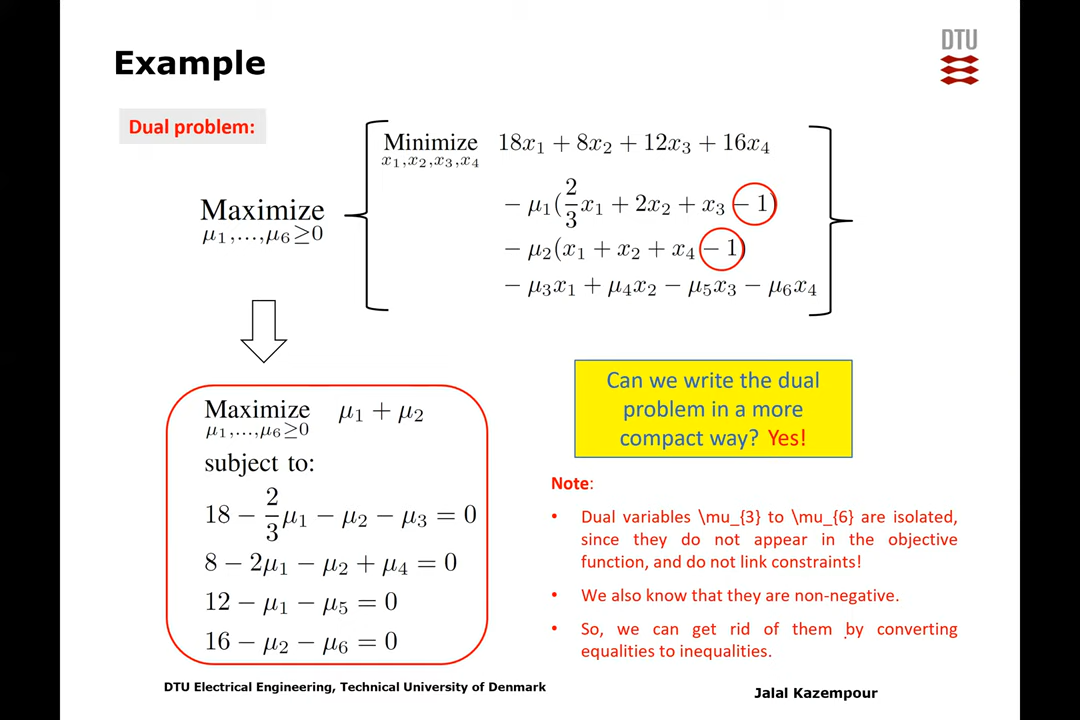 Example
DTU
Dual problem:
Minimize 18x₁ + 8x₂ + 12x₃ + 16x₄
x₁,x₂,x₃,x₄
− μ₁(2/3 x₁ + 2x₂ + x₃ − 1)
Maximize
μ₁,…,μ₆≥0
− μ₂(x₁ + x₂ + x₄ − 1)
− μ₃x₁ + μ₄x₂ − μ₅x₃ − μ₆x₄
Maximize μ₁ + μ₂
μ₁,…,μ₆≥0
subject to:
18 − 2/3 μ₁ − μ₂ − μ₃ = 0
8 − 2μ₁ − μ₂ + μ₄ = 0
12 − μ₁ − μ₅ = 0
16 − μ₂ − μ₆ = 0
Can we write the dual
problem in a more
compact way? Yes!
Note:
• Dual variables \mu_{3} to \mu_{6} are isolated,
since they do not appear in the objective
function, and do not link constraints!
• We also know that they are non-negative.
• So, we can get rid of them by converting
equalities to inequalities.
DTU Electrical Engineering, Technical University of Denmark
Jalal Kazempour